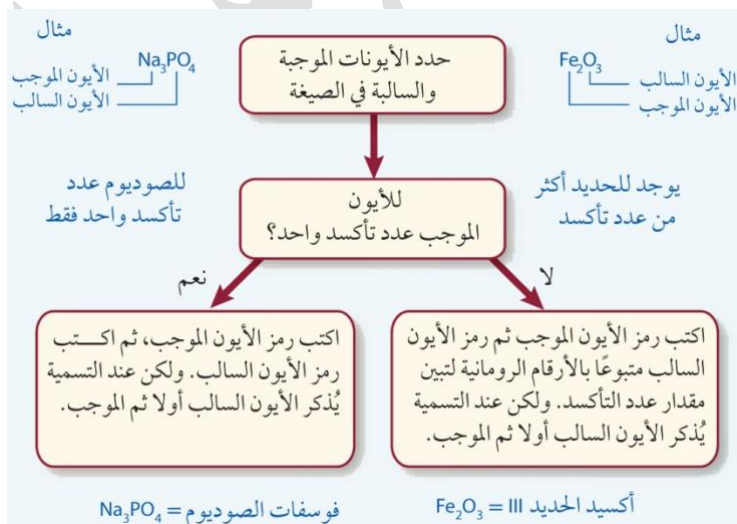 مثال
Fe2O3
الأيون السالب
الأيون الموجب
حدد الأيونات الموجبة
والسالبة في الصيغة
مثال
Na3PO4
الأيون الموجب
الأيون السالب
يوجد للحديد أكثر
من عدد تأكسد
للأيون
الموجب عدد تأكسد واحد؟
للصوديوم عدد
تأكسد واحد فقط
لا
نعم
اكتب رمز الأيون الموجب ثم رمز الأيون
السالب متبوعًا بالأرقام الرومانية لتبين
مقدار عدد التأكسد. ولكن عند التسمية
يُذكر الأيون السالب أولا ثم الموجب.
اكتب رمز الأيون الموجب، ثم اكتب
رمز الأيون السالب. ولكن عند التسمية
يُذكر الأيون السالب أولا ثم الموجب.
أكسيد الحديد Fe2O3 = III
فوسفات الصوديوم = Na3PO4